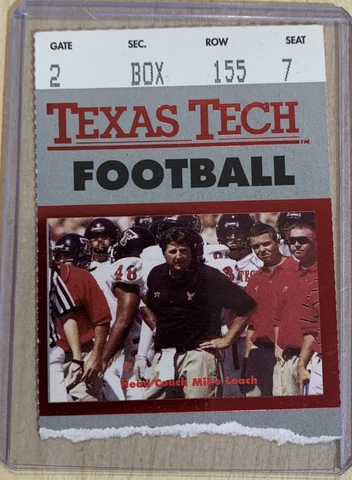 GATE SEC. ROW SEAT
2 BOX 155 7
TEXAS TECH
FOOTBALL
48
Head Coach Mike Leach